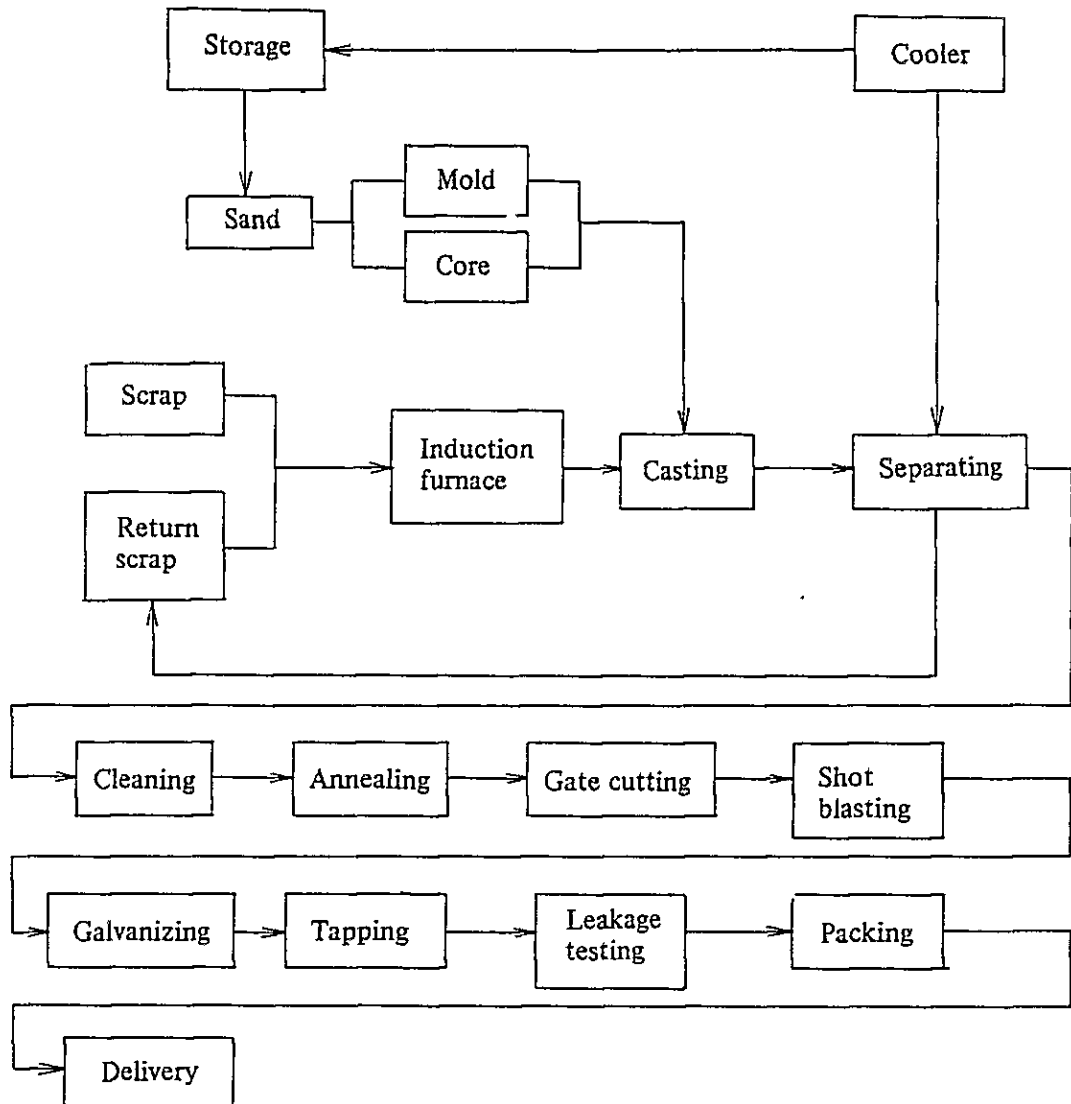 Storage
Cooler
Mold
Sand
Core
Scrap
Induction
furnace
Casting
Separating
Return
scrap
Cleaning
Annealing
Gate cutting
Shot
blasting
Galvanizing
Tapping
Leakage
testing
Packing
Delivery